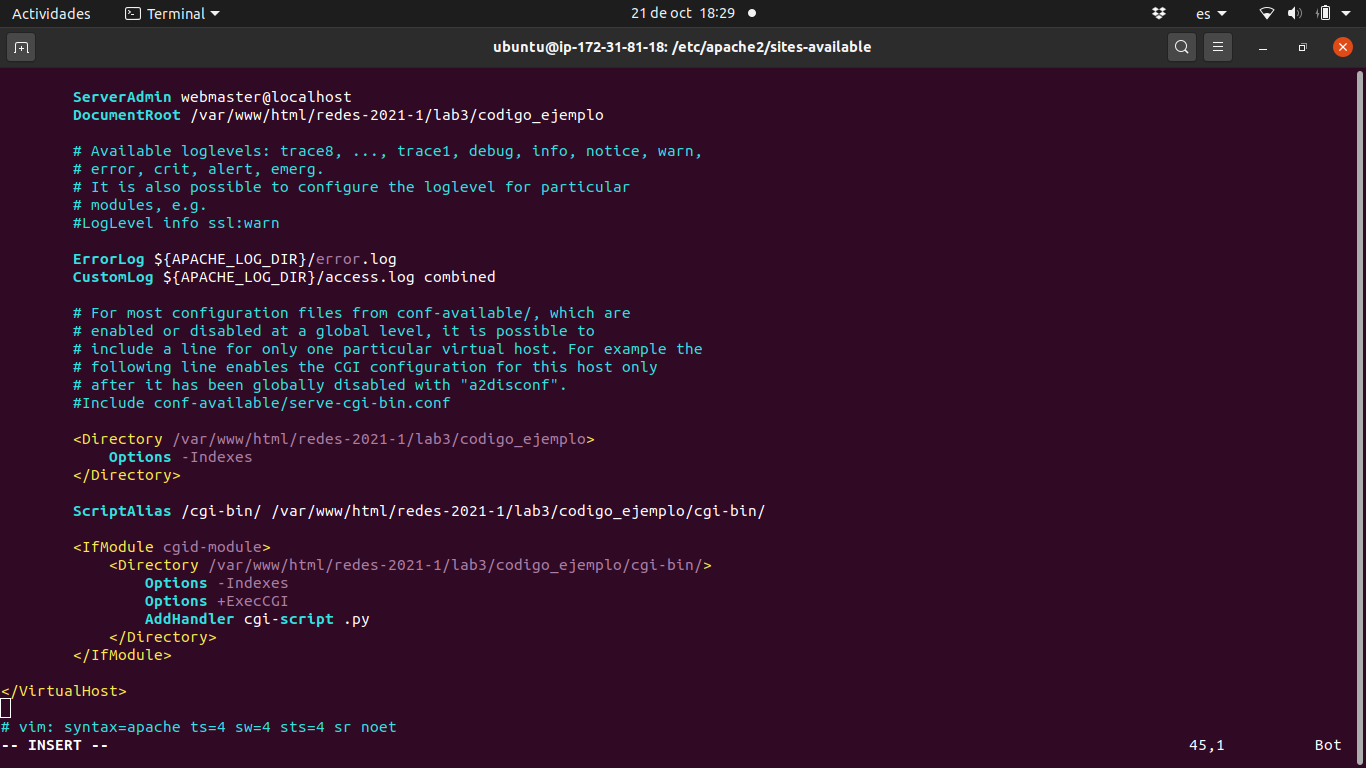 Actividades Terminal 21 de oct 18:29 es
ubuntu@ip-172-31-81-18: /etc/apache2/sites-available
ServerAdmin webmaster@localhost
DocumentRoot /var/www/html/redes-2021-1/lab3/codigo_ejemplo
# Available loglevels: trace8, ..., trace1, debug, info, notice, warn,
# error, crit, alert, emerg.
# It is also possible to configure the loglevel for particular
# modules, e.g.
#LogLevel info ssl:warn
ErrorLog ${APACHE_LOG_DIR}/error.log
CustomLog ${APACHE_LOG_DIR}/access.log combined
# For most configuration files from conf-available/, which are
# enabled or disabled at a global level, it is possible to
# include a line for only one particular virtual host. For example the
# following line enables the CGI configuration for this host only
# after it has been globally disabled with "a2disconf".
#Include conf-available/serve-cgi-bin.conf
<Directory /var/www/html/redes-2021-1/lab3/codigo_ejemplo>
Options -Indexes
</Directory>
ScriptAlias /cgi-bin/ /var/www/html/redes-2021-1/lab3/codigo_ejemplo/cgi-bin/
<IfModule cgid-module>
<Directory /var/www/html/redes-2021-1/lab3/codigo_ejemplo/cgi-bin/>
Options -Indexes
Options +ExecCGI
AddHandler cgi-script .py
</Directory>
</IfModule>
</VirtualHost>
# vim: syntax=apache ts=4 sw=4 sts=4 sr noet
-- INSERT -- 45,1 Bot